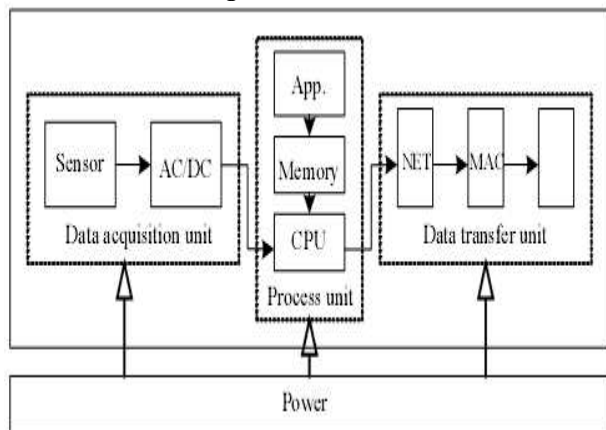 App.
Sensor
AC/DC
Memory
NET
MAC
CPU
Data acquisition unit
Process unit
Data transfer unit
Power